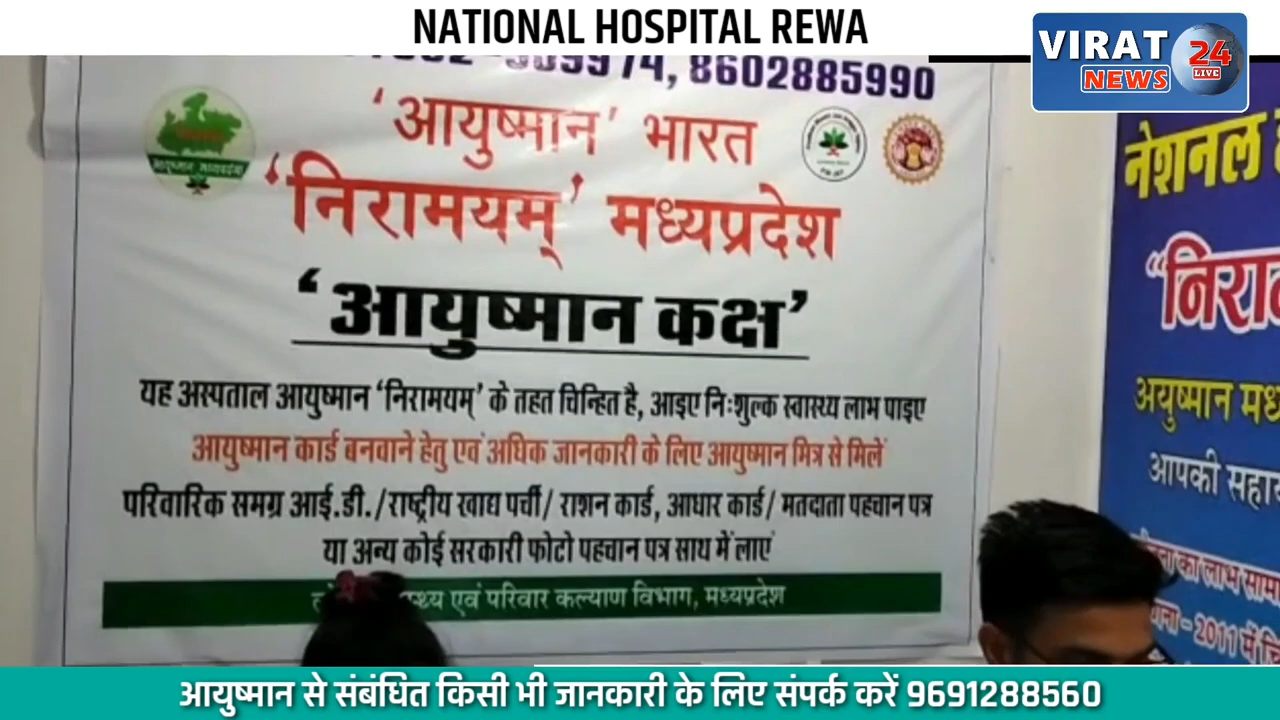 NATIONAL HOSPITAL REWA
VIRAT
24
NEWS
LIVE
8602885990
'आयुष्मान' भारत
'निरामयम्' मध्यप्रदेश
'आयुष्मान कक्ष'
यह अस्पताल आयुष्मान 'निरामयम्' के तहत चिन्हित है, आइए निःशुल्क स्वास्थ्य लाभ पाइए
आयुष्मान कार्ड बनवाने हेतु एवं अधिक जानकारी के लिए आयुष्मान मित्र से मिलें
परिवारिक समग्र आई.डी./राष्ट्रीय खाद्य पर्ची/ राशन कार्ड, आधार कार्ड/ मतदाता पहचान पत्र
या अन्य कोई सरकारी फोटो पहचान पत्र साथ में लाएं
एवं परिवार कल्याण विभाग, मध्यप्रदेश
नेशनल
अयुष्मान
आपकी
का लाभ
2011 में
आयुष्मान से संबंधित किसी भी जानकारी के लिए संपर्क करें 9691288560